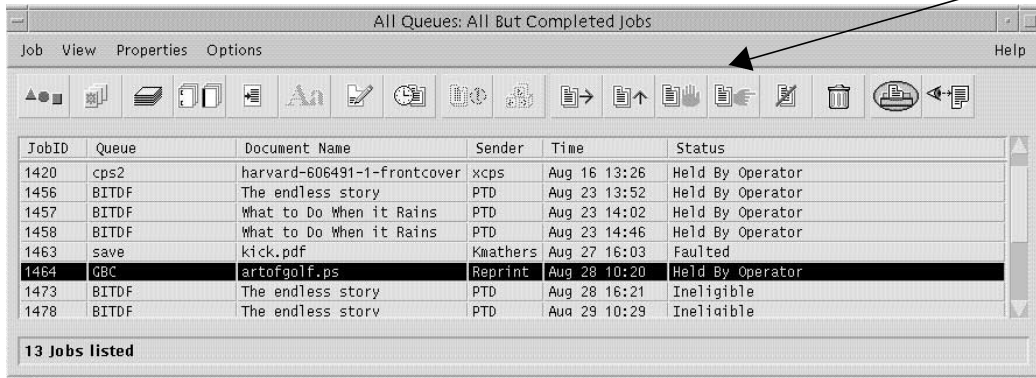 All Queues: All But Completed Jobs
Job View Properties Options Help
Aa
JobID Queue Document Name Sender Time Status
1420 cps2 harvard-606491-1-frontcover xcps Aug 16 13:26 Held By Operator
1456 BITDF The endless story PTD Aug 23 13:52 Held By Operator
1457 BITDF What to Do When it Rains PTD Aug 23 14:02 Held By Operator
1458 BITDF What to Do When it Rains PTD Aug 23 14:46 Held By Operator
1463 save kick.pdf Kmathers Aug 27 16:03 Faulted
1464 GBC artofgolf.ps Reprint Aug 28 10:20 Held By Operator
1473 BITDF The endless story PTD Aug 28 16:21 Ineligible
1478 BITDF The endless story PTD Aug 29 10:29 Ineligible
13 Jobs listed